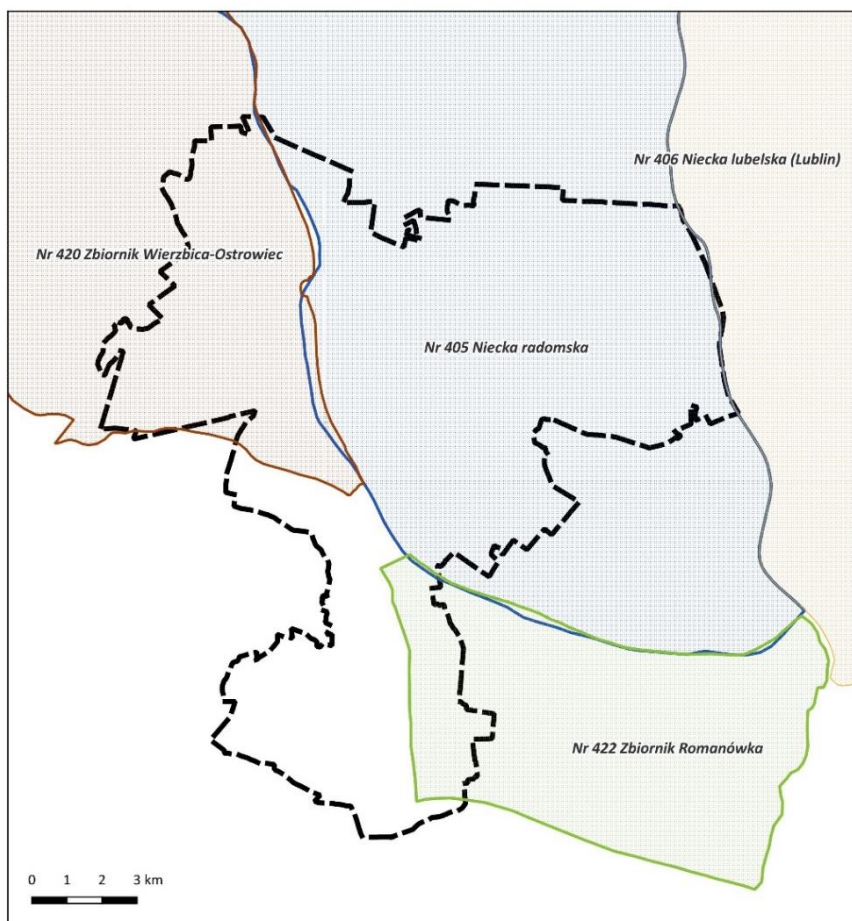 Nr 406 Niecka lubelska (Lublin)
Nr 420 Zbiornik Wierzbica-Ostrowiec
Nr 405 Niecka radomska
Nr 422 Zbiornik Romanówka
0 1 2 3 km